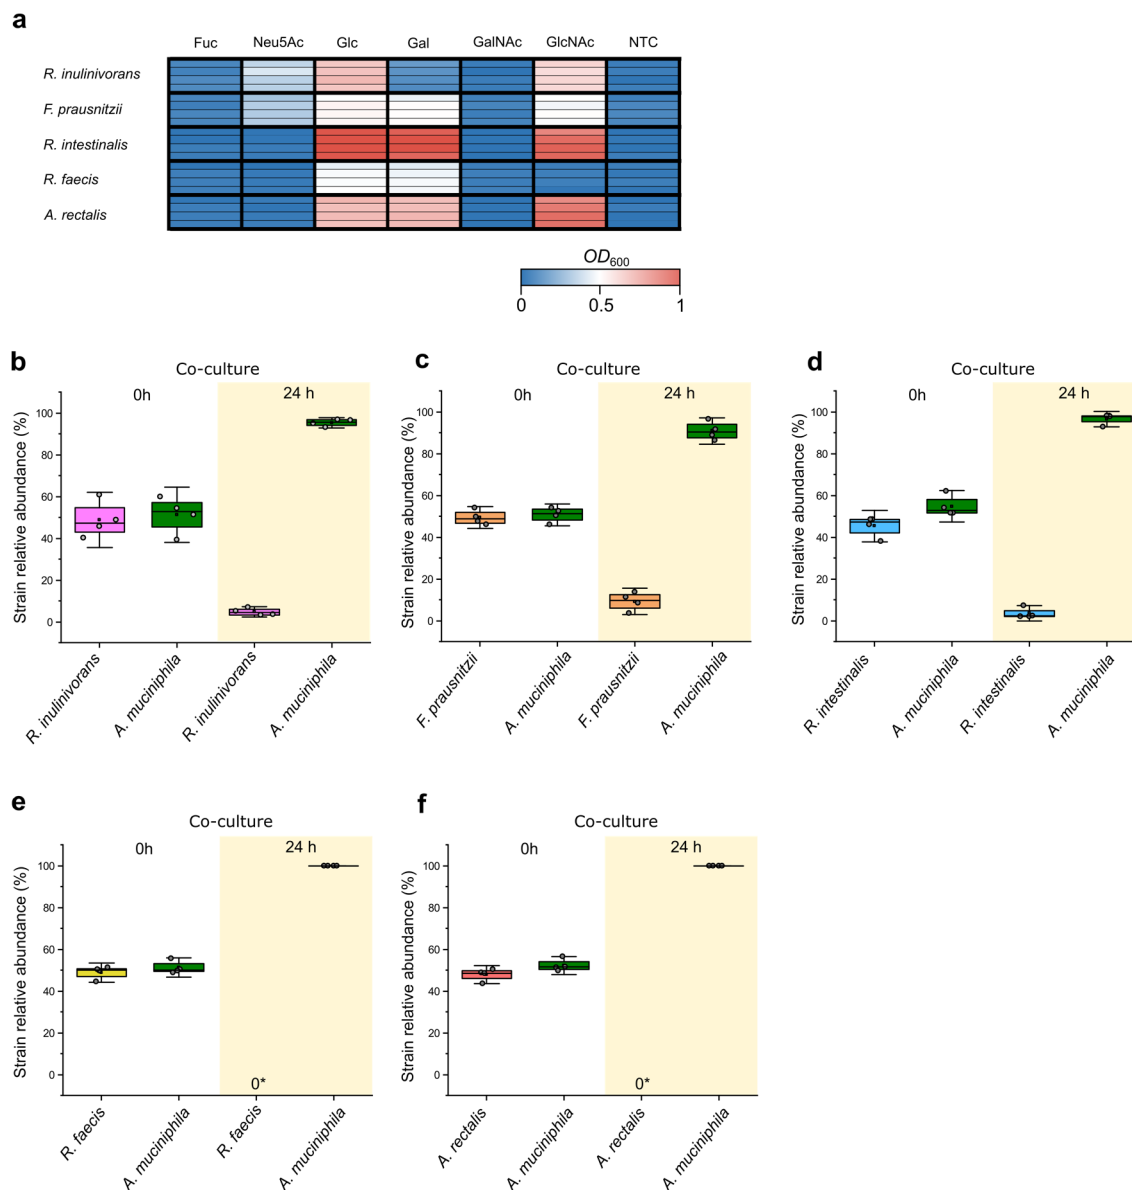 a
Fuc Neu5Ac Glc Gal GalNAc GlcNAc NTC
R. inulinivorans
F. prausnitzii
R. intestinalis
R. faecis
A. rectalis
OD600
0 0.5 1
b
Co-culture
0h 24 h
Strain relative abundance (%)
100
80
60
40
20
0
R. inulinivorans
A. muciniphila
R. inulinivorans
A. muciniphila
c
Co-culture
0h 24 h
Strain relative abundance (%)
100
80
60
40
20
0
F. prausnitzii
A. muciniphila
F. prausnitzii
A. muciniphila
d
Co-culture
0h 24 h
Strain relative abundance (%)
100
80
60
40
20
0
R. intestinalis
A. muciniphila
R. intestinalis
A. muciniphila
e
Co-culture
0h 24 h
Strain relative abundance (%)
100
80
60
40
20
0
0*
R. faecis
A. muciniphila
R. faecis
A. muciniphila
f
Co-culture
0h 24 h
Strain relative abundance (%)
100
80
60
40
20
0
0*
A. rectalis
A. muciniphila
A. rectalis
A. muciniphila